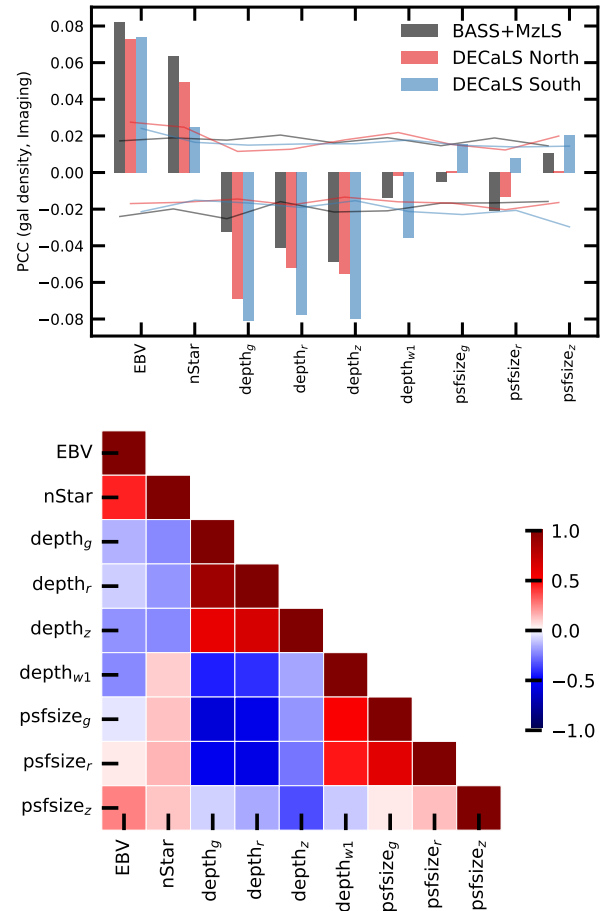 BASS+MzLS
DECaLS North
DECaLS South
PCC (gal density, Imaging)
0.08
0.06
0.04
0.02
0.00
−0.02
−0.04
−0.06
−0.08
EBV
nStar
depth_g
depth_r
depth_z
depth_w1
psfsize_g
psfsize_r
psfsize_z
EBV
nStar
depth_g
depth_r
depth_z
depth_w1
psfsize_g
psfsize_r
psfsize_z
1.0
0.5
0.0
−0.5
−1.0
EBV
nStar
depth_g
depth_r
depth_z
depth_w1
psfsize_g
psfsize_r
psfsize_z